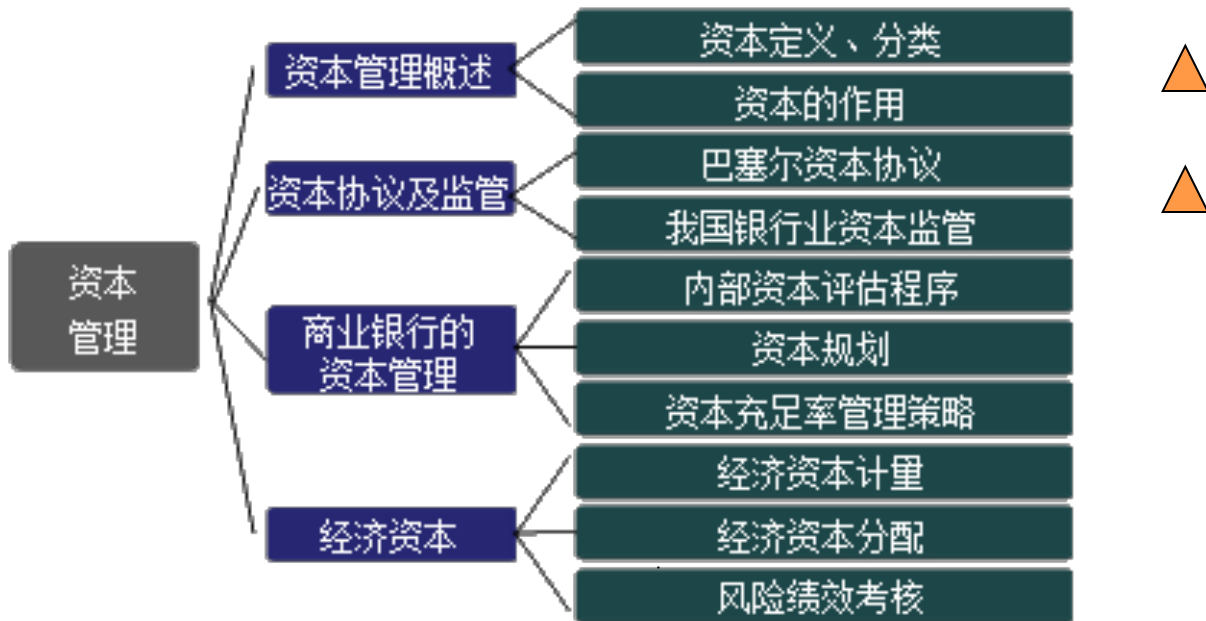 资本
管理
资本管理概述
资本定义、分类
资本的作用
资本协议及监管
巴塞尔资本协议
我国银行业资本监管
商业银行的
资本管理
内部资本评估程序
资本规划
资本充足率管理策略
经济资本
经济资本计量
经济资本分配
风险绩效考核